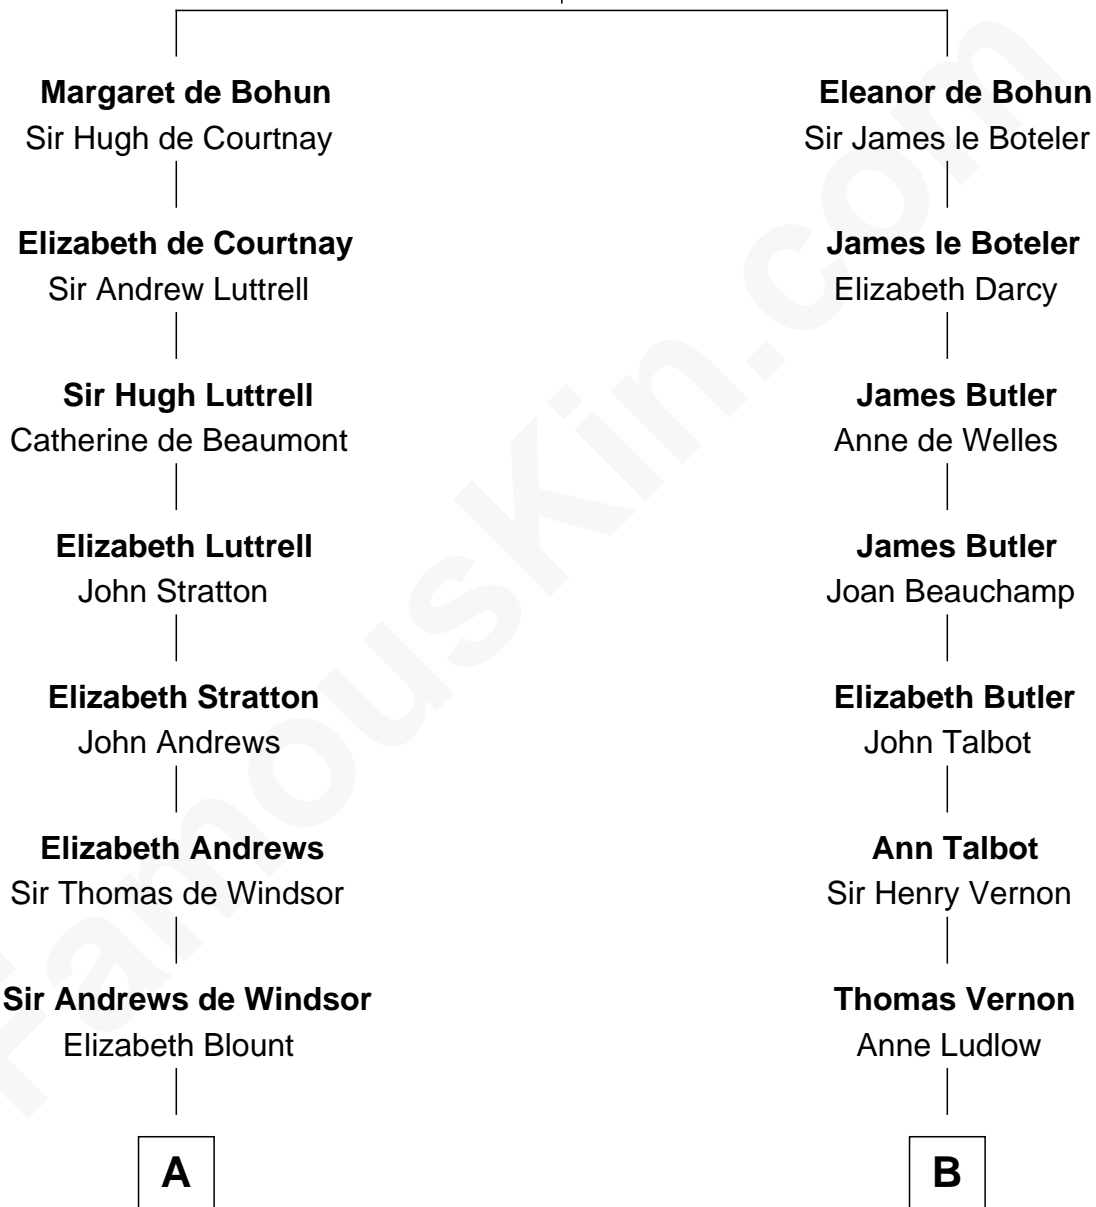 Margaret de Bohun
Sir Hugh de Courtnay
Elizabeth de Courtnay
Sir Andrew Luttrell
Sir Hugh Luttrell
Catherine de Beaumont
Elizabeth Luttrell
John Stratton
Elizabeth Stratton
John Andrews
Elizabeth Andrews
Sir Thomas de Windsor
Sir Andrews de Windsor
Elizabeth Blount
A
Eleanor de Bohun
Sir James le Boteler
James le Boteler
Elizabeth Darcy
James Butler
Anne de Welles
James Butler
Joan Beauchamp
Elizabeth Butler
John Talbot
Ann Talbot
Sir Henry Vernon
Thomas Vernon
Anne Ludlow
B
FamousKin.com